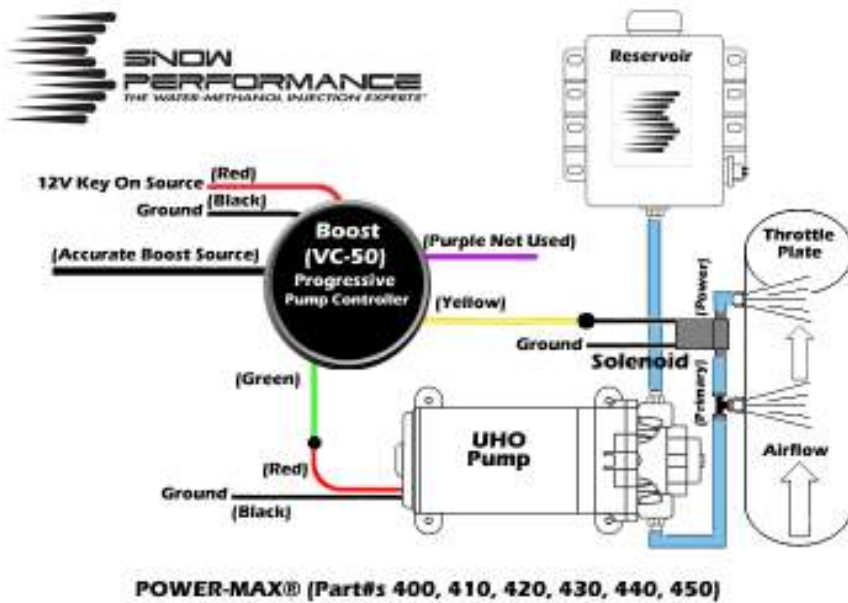 SNOW
PERFORMANCE
THE WATER-METHANOL INJECTION EXPERTS
Reservoir
12V Key On Source
(Red)
Ground
(Black)
(Accurate Boost Source)
Boost
(VC-50)
Progressive
Pump Controller
(Purple Not Used)
(Yellow)
Ground
Solenoid
(Power)
(Primary)
Throttle
Plate
Airflow
(Green)
(Red)
Ground
(Black)
UHO
Pump
POWER-MAX® (Part#s 400, 410, 420, 430, 440, 450)